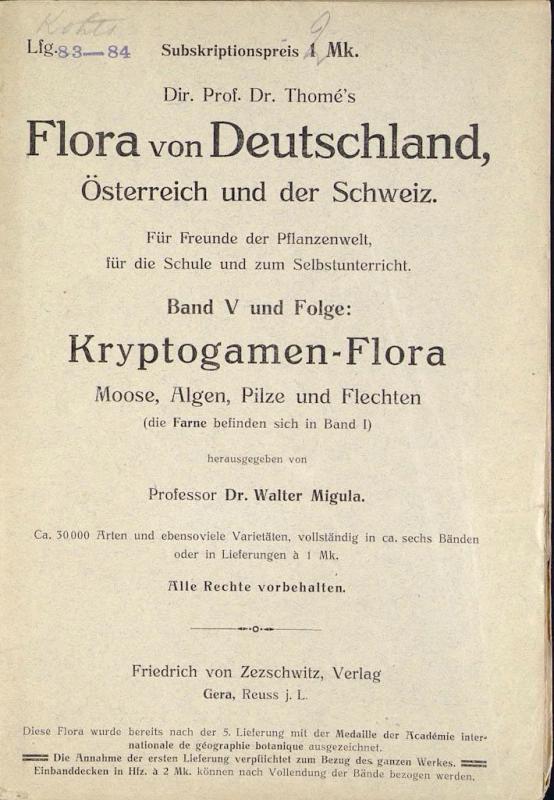 Lfg. 83—84 Subskriptionspreis 2 Mk.
Dir. Prof. Dr. Thomé's
Flora von Deutschland,
Österreich und der Schweiz.
Für Freunde der Pflanzenwelt,
für die Schule und zum Selbstunterricht.
Band V und Folge:
Kryptogamen-Flora
Moose, Algen, Pilze und Flechten
(die Farne befinden sich in Band I)
herausgegeben von
Professor Dr. Walter Migula.
Ca. 30000 Arten und ebensoviele Varietäten, vollständig in ca. sechs Bänden
oder in Lieferungen à 1 Mk.
Alle Rechte vorbehalten.
Friedrich von Zezschwitz, Verlag
Gera, Reuss j. L.
Diese Flora wurde bereits nach der 5. Lieferung mit der Medaille der Académie inter-
nationale de géographie botanique ausgezeichnet.
Die Annahme der ersten Lieferung verpflichtet zum Bezug des ganzen Werkes.
Einbanddecken in Hfz. à 2 Mk. können nach Vollendung der Bände bezogen werden.